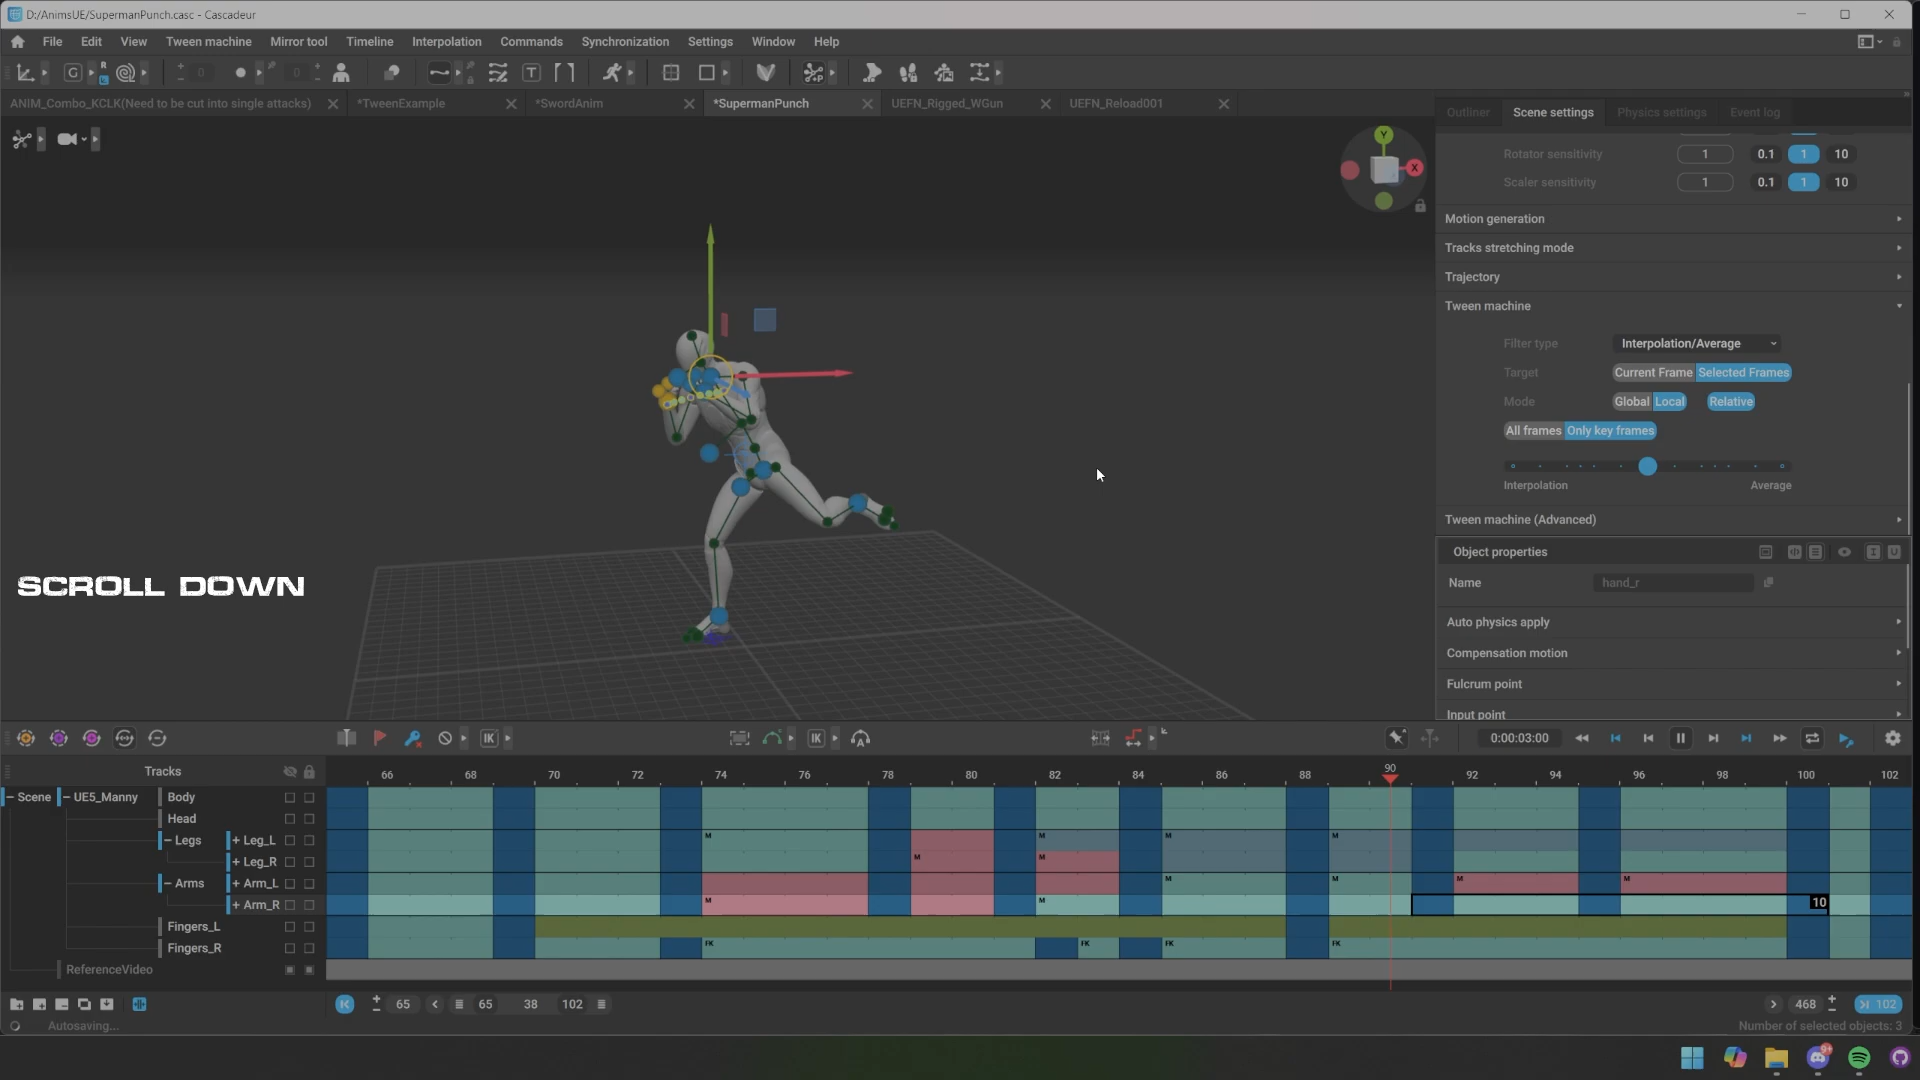 D:/AnimsUE/SupermanPunch.casc - Cascadeur
File Edit View Tween machine Mirror tool Timeline Interpolation Commands Synchronization Settings Window Help
ANIM_Combo_KCLK(Need to be cut into single attacks) *TweenExample *SwordAnim *SupermanPunch UEFN_Rigged_WGun UEFN_Reload001
Outliner Scene settings Physics settings Event log
Rotator sensitivity 1 0.1 1 10
Scaler sensitivity 1 0.1 1 10
Motion generation
Tracks stretching mode
Trajectory
Tween machine
Filter type Interpolation/Average
Target Current Frame Selected Frames
Mode Global Local Relative
All frames Only key frames
Interpolation Average
Tween machine (Advanced)
Object properties
Name hand_r
Auto physics apply
Compensation motion
Fulcrum point
Input point
Y
X
SCROLL DOWN
IK IK 0:00:03:00
Tracks
66 68 70 72 74 76 78 80 82 84 86 88 90 92 94 96 98 100 102
Scene UE5_Manny Body
Head
Legs + Leg_L M M M M
+ Leg_R M M
Arms + Arm_L M M M M
+ Arm_R M M 10
Fingers_L
Fingers_R FK FK FK FK
ReferenceVideo
65 65 38 102 468 102
Autosaving...
Number of selected objects: 3
9+